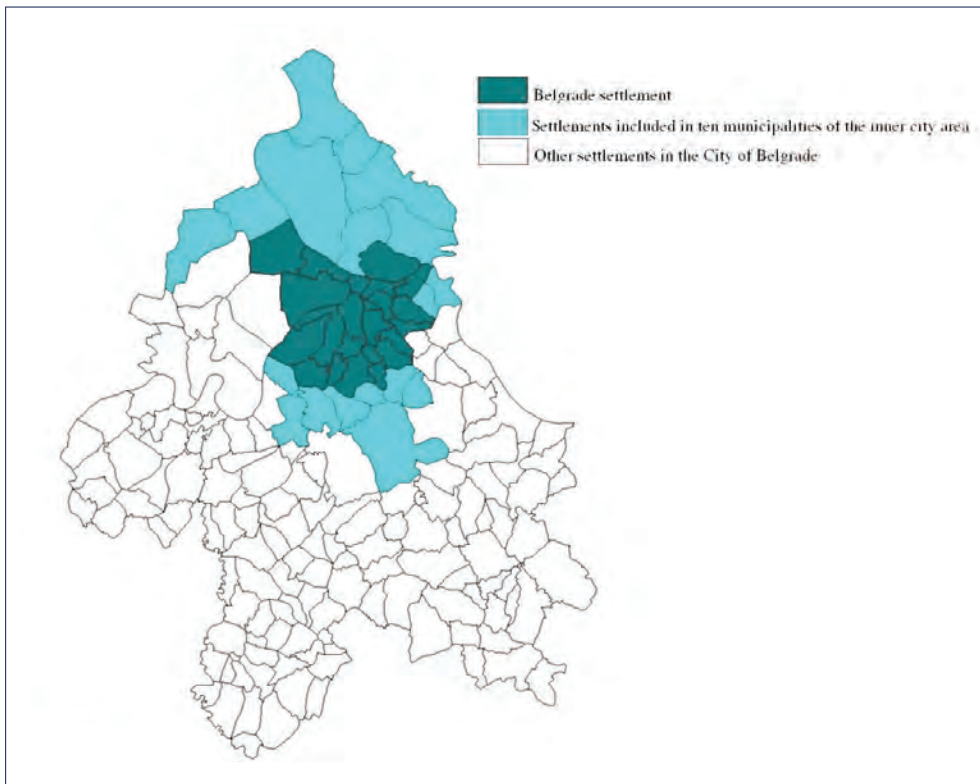 Belgrade settlement
Settlements included in ten municipalities of the inner city area
Other settlements in the City of Belgrade